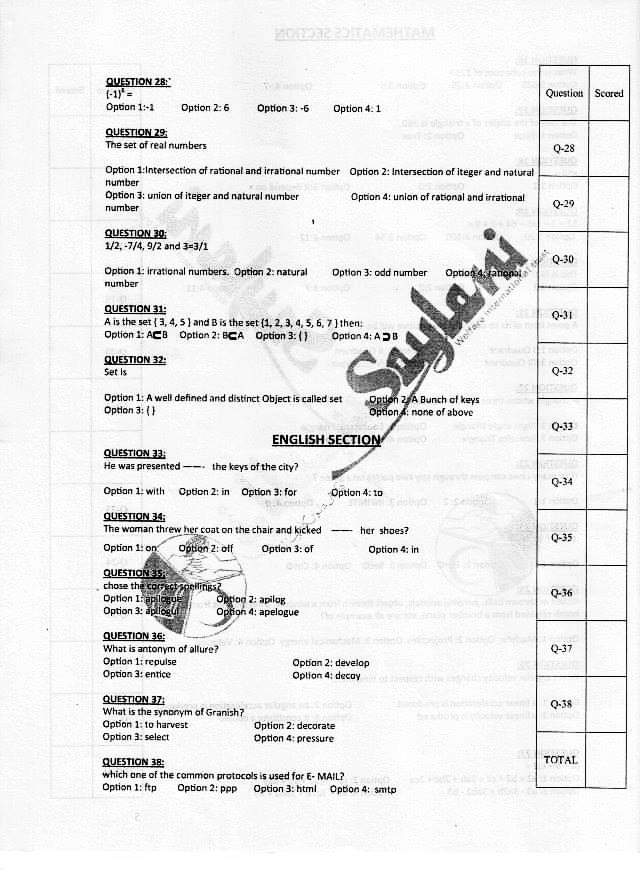 QUESTION 28:
(-1)⁶ =
Option 1:-1 Option 2: 6 Option 3: -6 Option 4: 1
QUESTION 29:
The set of real numbers
Option 1:Intersection of rational and irrational number Option 2: Intersection of iteger and natural
number
Option 3: union of iteger and natural number Option 4: union of rational and irrational
number
QUESTION 30:
1/2, -7/4, 9/2 and 3=3/1
Option 1: irrational numbers. Option 2: natural Option 3: odd number Option 4: rational
number
QUESTION 31:
A is the set { 3, 4, 5 } and B is the set {1, 2, 3, 4, 5, 6, 7 } then:
Option 1: A⊂B Option 2: B⊂A Option 3: { } Option 4: A ⊃ B
QUESTION 32:
Set is
Option 1: A well defined and distinct Object is called set Option 2: A Bunch of keys
Option 3: { } Option 4: none of above
ENGLISH SECTION
QUESTION 33:
He was presented ——- the keys of the city?
Option 1: with Option 2: in Option 3: for Option 4: to
QUESTION 34:
The woman threw her coat on the chair and kicked —— her shoes?
Option 1: on Option 2: off Option 3: of Option 4: in
QUESTION 35:
chose the correct spellings?
Option 1: apilogue Option 2: apilog
Option 3: apilogui Option 4: apelogue
QUESTION 36:
What is antonym of allure?
Option 1: repulse Option 2: develop
Option 3: entice Option 4: decoy
QUESTION 37:
What is the synonym of Granish?
Option 1: to harvest Option 2: decorate
Option 3: select Option 4: pressure
QUESTION 38:
which one of the common protocols is used for E- MAIL?
Option 1: ftp Option 2: ppp Option 3: html Option 4: smtp
Question Scored
Q-28
Q-29
Q-30
Q-31
Q-32
Q-33
Q-34
Q-35
Q-36
Q-37
Q-38
TOTAL
Saylani
Welfare International Trust